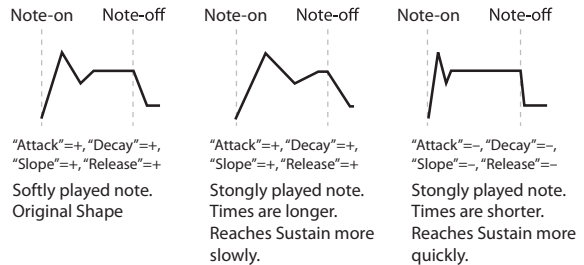 Note-on Note-off
"Attack"=+, "Decay"=+,
"Slope"=+, "Release"=+
Softly played note.
Original Shape
Note-on Note-off
"Attack"=+, "Decay"=+,
"Slope"=+, "Release"=+
Stongly played note.
Times are longer.
Reaches Sustain more
slowly.
Note-on Note-off
"Attack"=–, "Decay"=–,
"Slope"=–, "Release"=–
Stongly played note.
Times are shorter.
Reaches Sustain more
quickly.